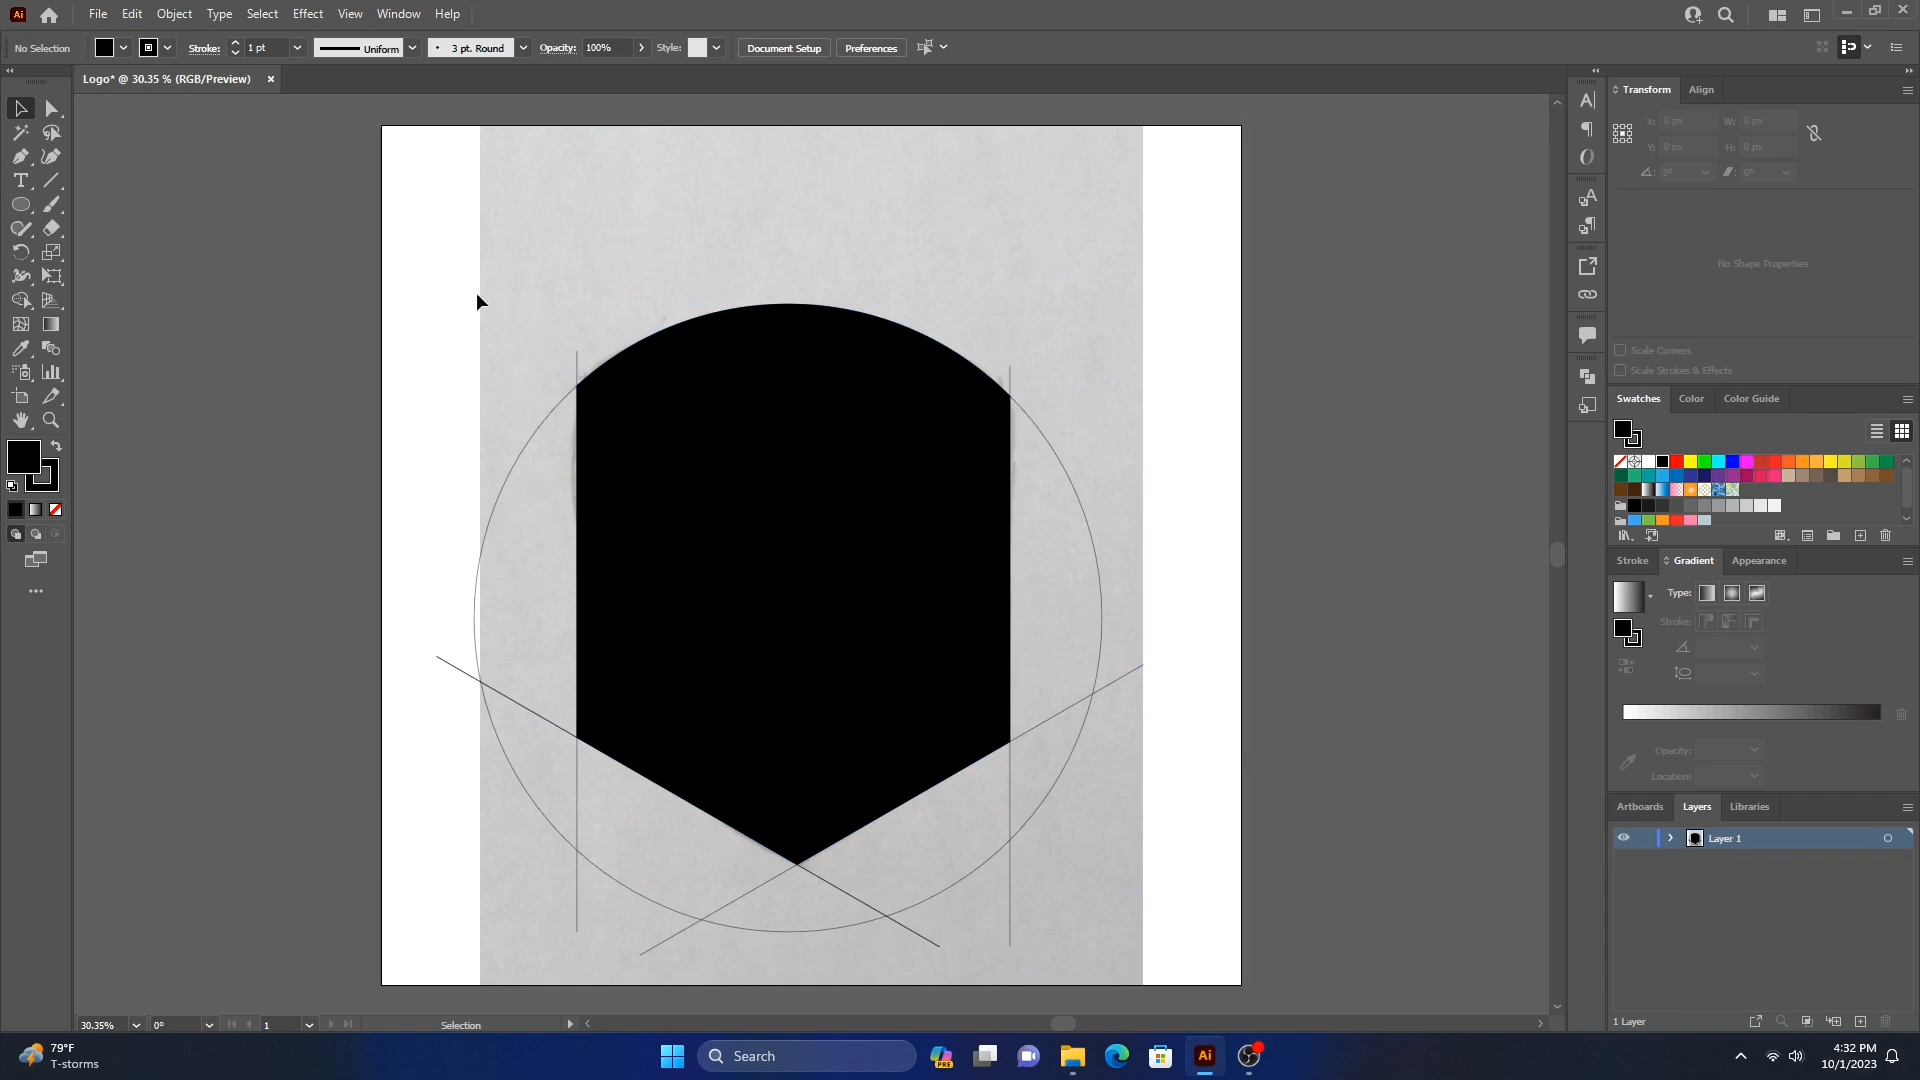 Ai File Edit Object Type Select Effect View Window Help
No Selection Stroke: 1 pt Uniform 3 pt. Round Opacity: 100% Style: Document Setup Preferences
Logo* @ 30.35 % (RGB/Preview) ×
Transform Align
X: 0 px W: 0 px
Y: 0 px H: 0 px
0° 0°
No Shape Properties
Scale Corners
Scale Strokes & Effects
Swatches Color Color Guide
Stroke Gradient Appearance
Type:
Stroke:
Opacity:
Location:
Artboards Layers Libraries
Layer 1
1 Layer
30.35% 0° 1 Selection
79°F
T-storms
Search
PRE
Ai
4:32 PM
10/1/2023